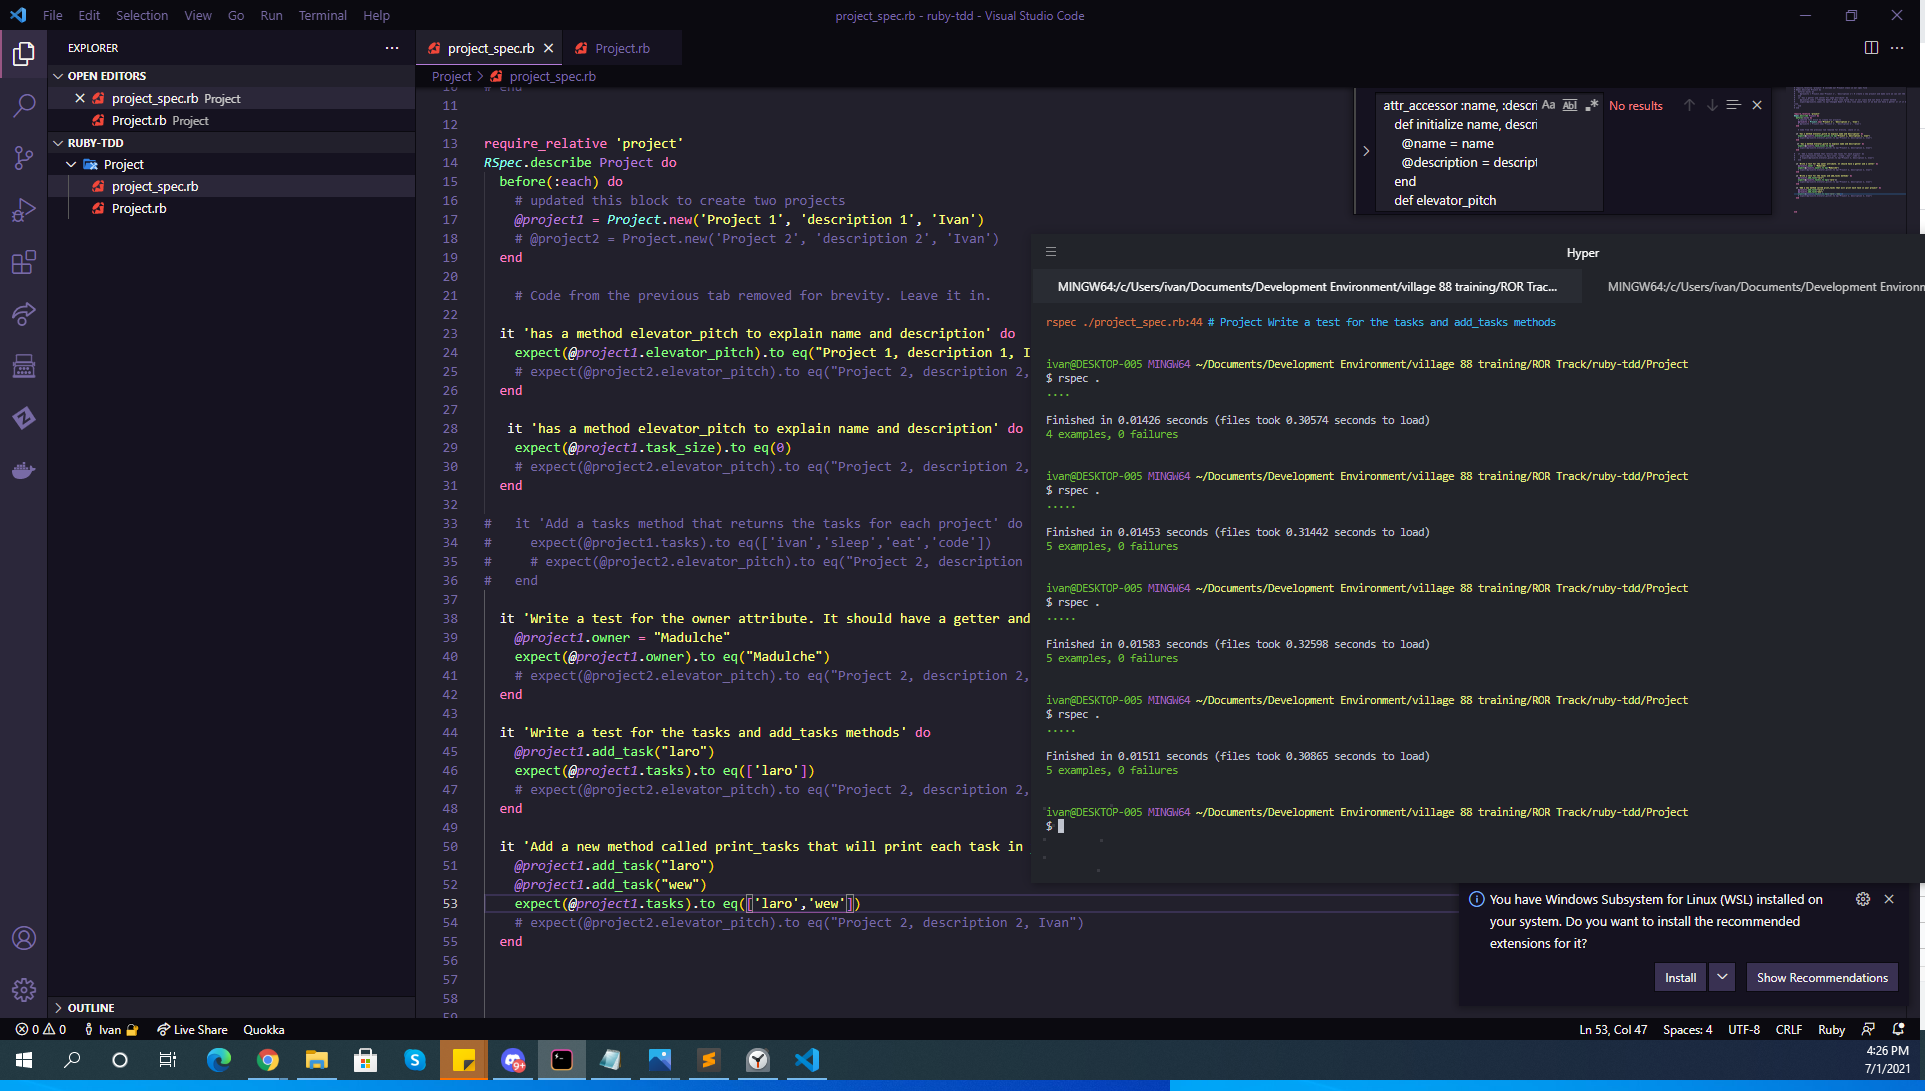 File Edit Selection View Go Run Terminal Help
project_spec.rb - ruby-tdd - Visual Studio Code
EXPLORER
OPEN EDITORS
project_spec.rb Project
Project.rb Project
RUBY-TDD
Project
project_spec.rb
Project.rb
OUTLINE
project_spec.rb
Project.rb
Project > project_spec.rb
10 # end
11
12
13 require_relative 'project'
14 RSpec.describe Project do
15 before(:each) do
16 # updated this block to create two projects
17 @project1 = Project.new('Project 1', 'description 1', 'Ivan')
18 # @project2 = Project.new('Project 2', 'description 2', 'Ivan')
19 end
20
21 # Code from the previous tab removed for brevity. Leave it in.
22
23 it 'has a method elevator_pitch to explain name and description' do
24 expect(@project1.elevator_pitch).to eq("Project 1, description 1, I
25 # expect(@project2.elevator_pitch).to eq("Project 2, description 2,
26 end
27
28 it 'has a method elevator_pitch to explain name and description' do
29 expect(@project1.task_size).to eq(0)
30 # expect(@project2.elevator_pitch).to eq("Project 2, description 2,
31 end
32
33 # it 'Add a tasks method that returns the tasks for each project' do
34 # expect(@project1.tasks).to eq(['ivan','sleep','eat','code'])
35 # # expect(@project2.elevator_pitch).to eq("Project 2, description
36 # end
37
38 it 'Write a test for the owner attribute. It should have a getter and
39 @project1.owner = "Madulche"
40 expect(@project1.owner).to eq("Madulche")
41 # expect(@project2.elevator_pitch).to eq("Project 2, description 2,
42 end
43
44 it 'Write a test for the tasks and add_tasks methods' do
45 @project1.add_task("laro")
46 expect(@project1.tasks).to eq(['laro'])
47 # expect(@project2.elevator_pitch).to eq("Project 2, description 2,
48 end
49
50 it 'Add a new method called print_tasks that will print each task in
51 @project1.add_task("laro")
52 @project1.add_task("wew")
53 expect(@project1.tasks).to eq(['laro','wew'])
54 # expect(@project2.elevator_pitch).to eq("Project 2, description 2, Ivan")
55 end
56
57
58
59
attr_accessor :name, :descri
def initialize name, descri
@name = name
@description = descript
end
def elevator_pitch
Aa Abl .* No results
Hyper
MINGW64:/c/Users/ivan/Documents/Development Environment/village 88 training/ROR Trac...
MINGW64:/c/Users/ivan/Documents/Development Environm
rspec ./project_spec.rb:44 # Project Write a test for the tasks and add_tasks methods
ivan@DESKTOP-005 MINGW64 ~/Documents/Development Environment/village 88 training/ROR Track/ruby-tdd/Project
$ rspec .
....
Finished in 0.01426 seconds (files took 0.30574 seconds to load)
4 examples, 0 failures
ivan@DESKTOP-005 MINGW64 ~/Documents/Development Environment/village 88 training/ROR Track/ruby-tdd/Project
$ rspec .
.....
Finished in 0.01453 seconds (files took 0.31442 seconds to load)
5 examples, 0 failures
ivan@DESKTOP-005 MINGW64 ~/Documents/Development Environment/village 88 training/ROR Track/ruby-tdd/Project
$ rspec .
.....
Finished in 0.01583 seconds (files took 0.32598 seconds to load)
5 examples, 0 failures
ivan@DESKTOP-005 MINGW64 ~/Documents/Development Environment/village 88 training/ROR Track/ruby-tdd/Project
$ rspec .
.....
Finished in 0.01511 seconds (files took 0.30865 seconds to load)
5 examples, 0 failures
ivan@DESKTOP-005 MINGW64 ~/Documents/Development Environment/village 88 training/ROR Track/ruby-tdd/Project
$
You have Windows Subsystem for Linux (WSL) installed on
your system. Do you want to install the recommended
extensions for it?
Install
Show Recommendations
0 0 Ivan Live Share Quokka
Ln 53, Col 47 Spaces: 4 UTF-8 CRLF Ruby
9+
4:26 PM
7/1/2021